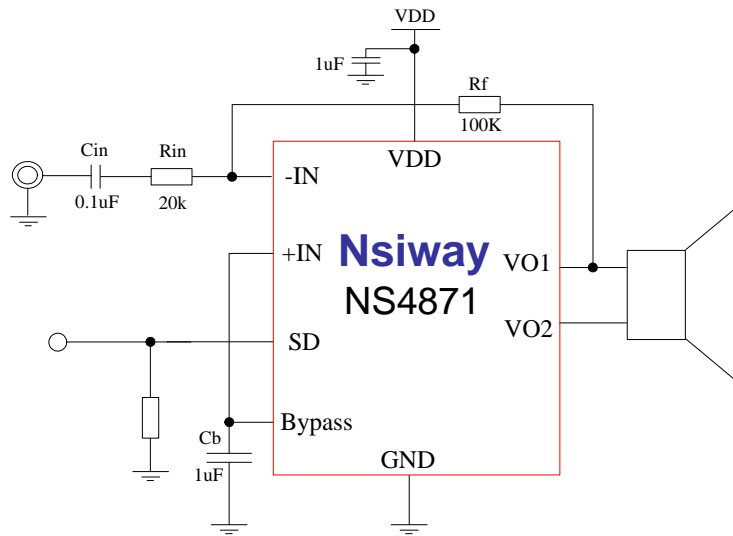 VDD
1uF
Rf
100K
VDD
Cin
Rin
0.1uF
20k
-IN
+IN
Nsiway
NS4871
VO1
VO2
SD
Bypass
Cb
1uF
GND